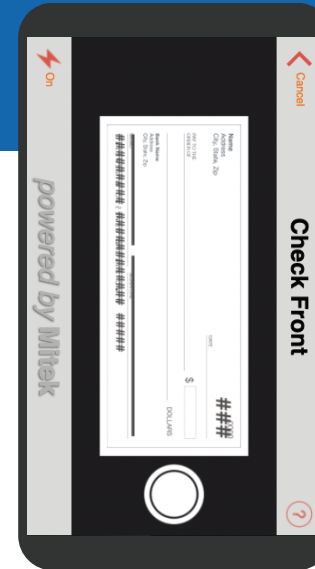 Cancel
Check Front
?
Name
Address
City, State, Zip
###
DATE
PAY TO THE
ORDER OF
$
DOLLARS
Bank Name
Address
City, State, Zip
On
powered by Mitek